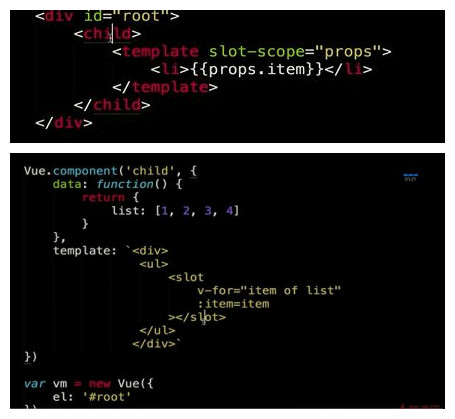 <div id="root">
<child>
<template slot-scope="props">
<li>{{props.item}}</li>
</template>
</child>
</div>
Vue.component('child', {
data: function() {
return {
list: [1, 2, 3, 4]
}
},
template: `<div>
<ul>
<slot
v-for="item of list"
:item=item
></slot>
</ul>
</div>`
})
var vm = new Vue({
el: '#root'
})